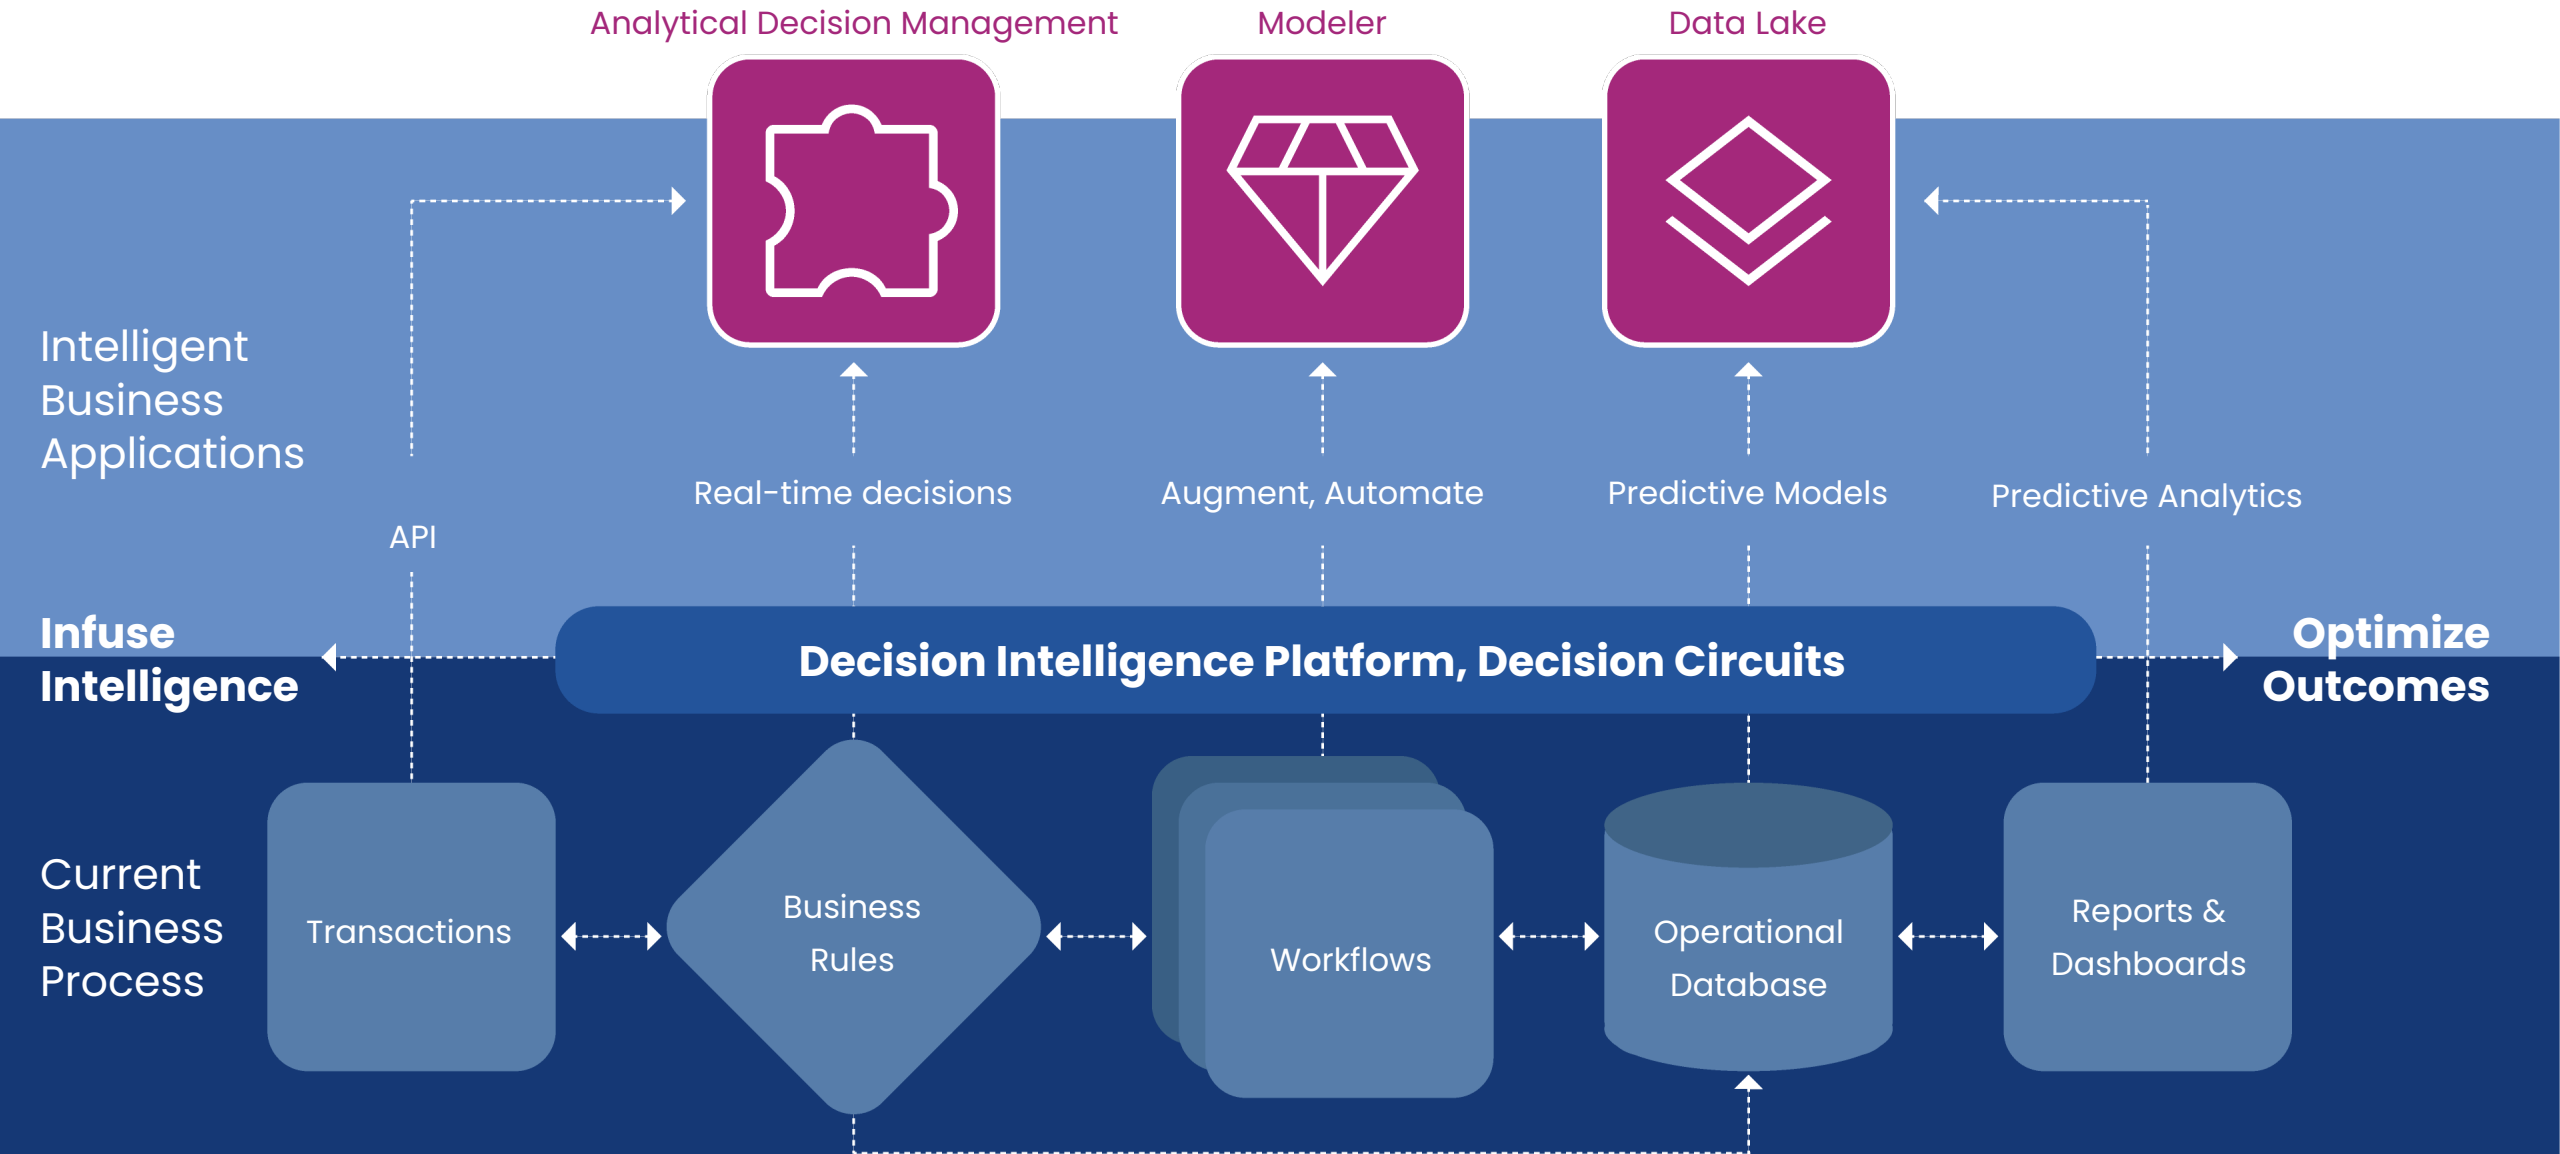 Analytical Decision Management
Modeler
Data Lake
Intelligent
Business
Applications
Real-time decisions
Augment, Automate
Predictive Models
Predictive Analytics
API
Infuse
Intelligence
Decision Intelligence Platform, Decision Circuits
Optimize
Outcomes
Current
Business
Process
Transactions
Business
Rules
Workflows
Operational
Database
Reports &
Dashboards